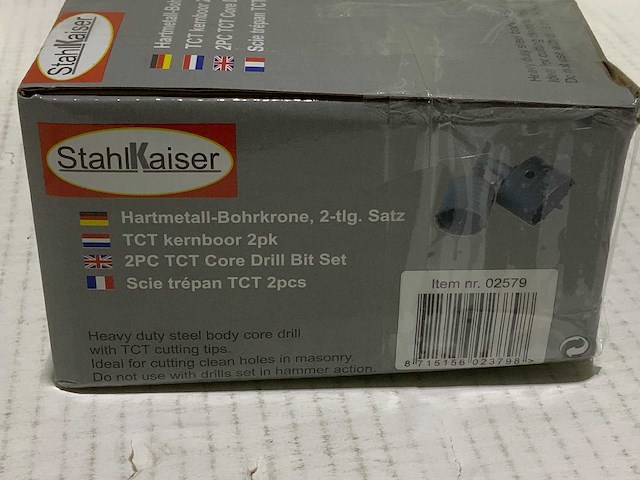 StahlKaiser
Hartmetall-Boh
TCT kernboor
2PC TCT Core
Scie trépan TCT
StahlKaiser
Hartmetall-Bohrkrone, 2-tlg. Satz
TCT kernboor 2pk
2PC TCT Core Drill Bit Set
Scie trépan TCT 2pcs
Item nr. 02579
8 715156 023798 >
Heavy duty steel body core drill
with TCT cutting tips.
Ideal for cutting clean holes in masonry.
Do not use with drills set in hammer action.